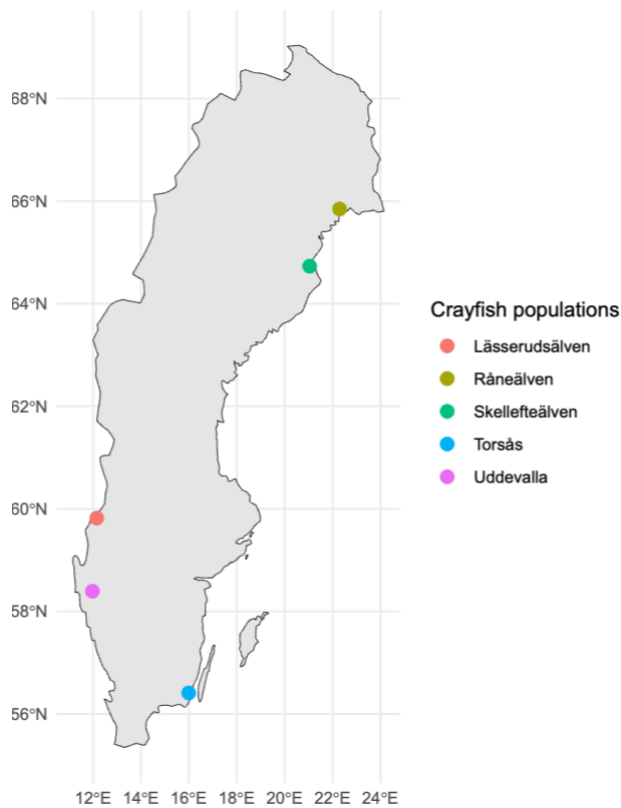 68°N
66°N
64°N
62°N
60°N
58°N
56°N
12°E 14°E 16°E 18°E 20°E 22°E 24°E
Crayfish populations
Lässerudsälven
Råneälven
Skellefteälven
Torsås
Uddevalla